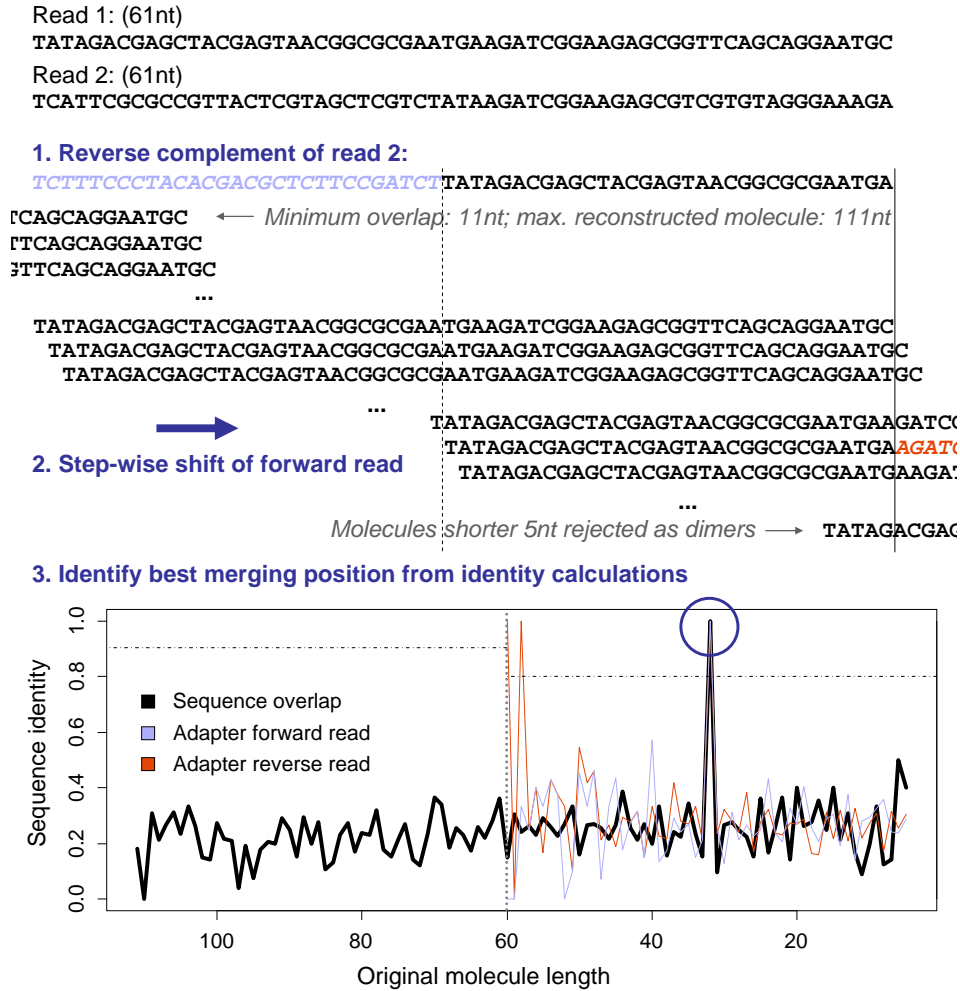 Read 1: (61nt)
TATAGACGAGCTACGAGTAACGGCGCGAATGAAGATCGGAAGAGCGGTTCAGCAGGAATGC
Read 2: (61nt)
TCATTCGCGCCGTTACTCGTAGCTCGTCTATAAGATCGGAAGAGCGTCGTGTAGGGAAAGA
1. Reverse complement of read 2:
TCTTTCCCTACACGACGCTCTTCCGATCTTATAGACGAGCTACGAGTAACGGCGCGAATGA
TCAGCAGGAATGC ← Minimum overlap: 11nt; max. reconstructed molecule: 111nt
TTCAGCAGGAATGC
GTTCAGCAGGAATGC
...
TATAGACGAGCTACGAGTAACGGCGCGAATGAAGATCGGAAGAGCGGTTCAGCAGGAATGC
TATAGACGAGCTACGAGTAACGGCGCGAATGAAGATCGGAAGAGCGGTTCAGCAGGAATGC
TATAGACGAGCTACGAGTAACGGCGCGAATGAAGATCGGAAGAGCGGTTCAGCAGGAATGC
...
TATAGACGAGCTACGAGTAACGGCGCGAATGAAGATCG
TATAGACGAGCTACGAGTAACGGCGCGAATGAAGATC
2. Step-wise shift of forward read
TATAGACGAGCTACGAGTAACGGCGCGAATGAAGAT
...
Molecules shorter 5nt rejected as dimers → TATAGACGAG
3. Identify best merging position from identity calculations
Sequence identity
1.0
0.8
0.6
0.4
0.2
0.0
Sequence overlap
Adapter forward read
Adapter reverse read
100 80 60 40 20
Original molecule length